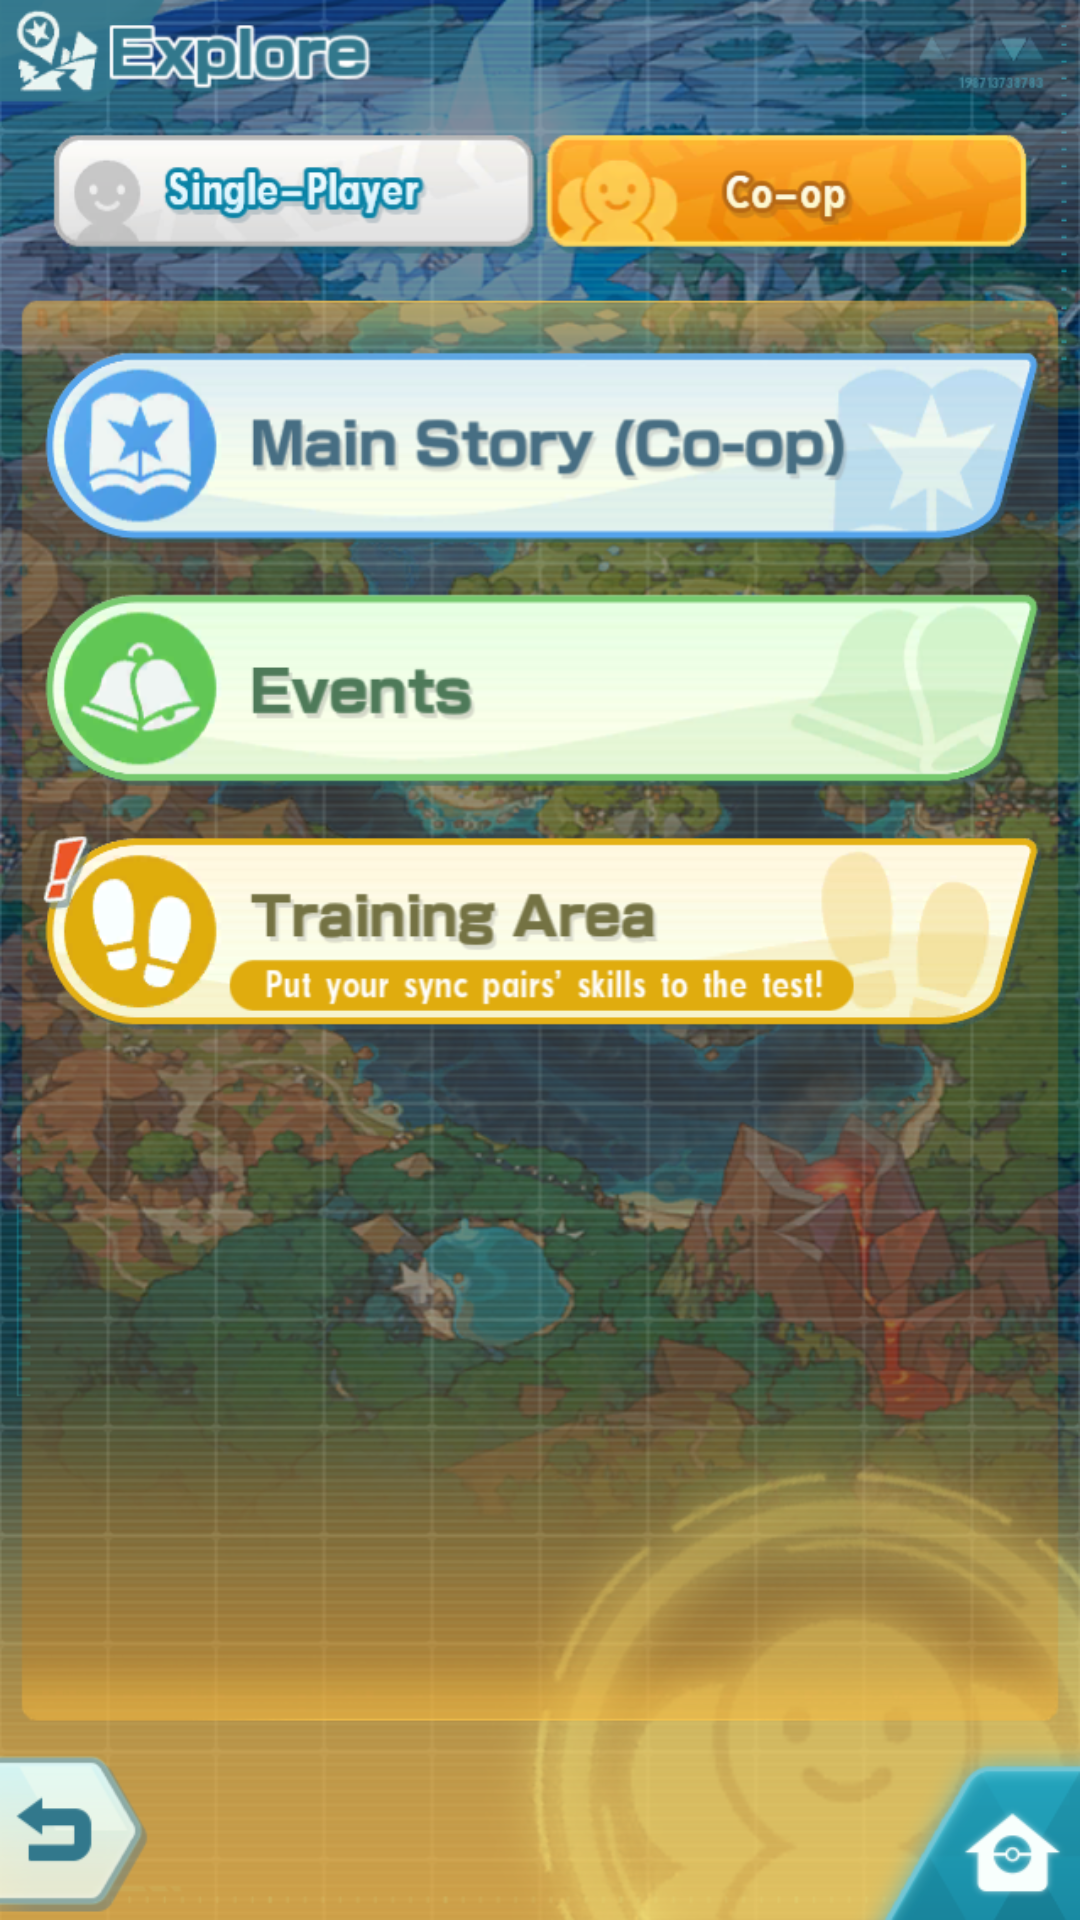 Explore
Single-Player
Co-op
Main Story (Co-op)
Events
Training Area
Put your sync pairs' skills to the test!